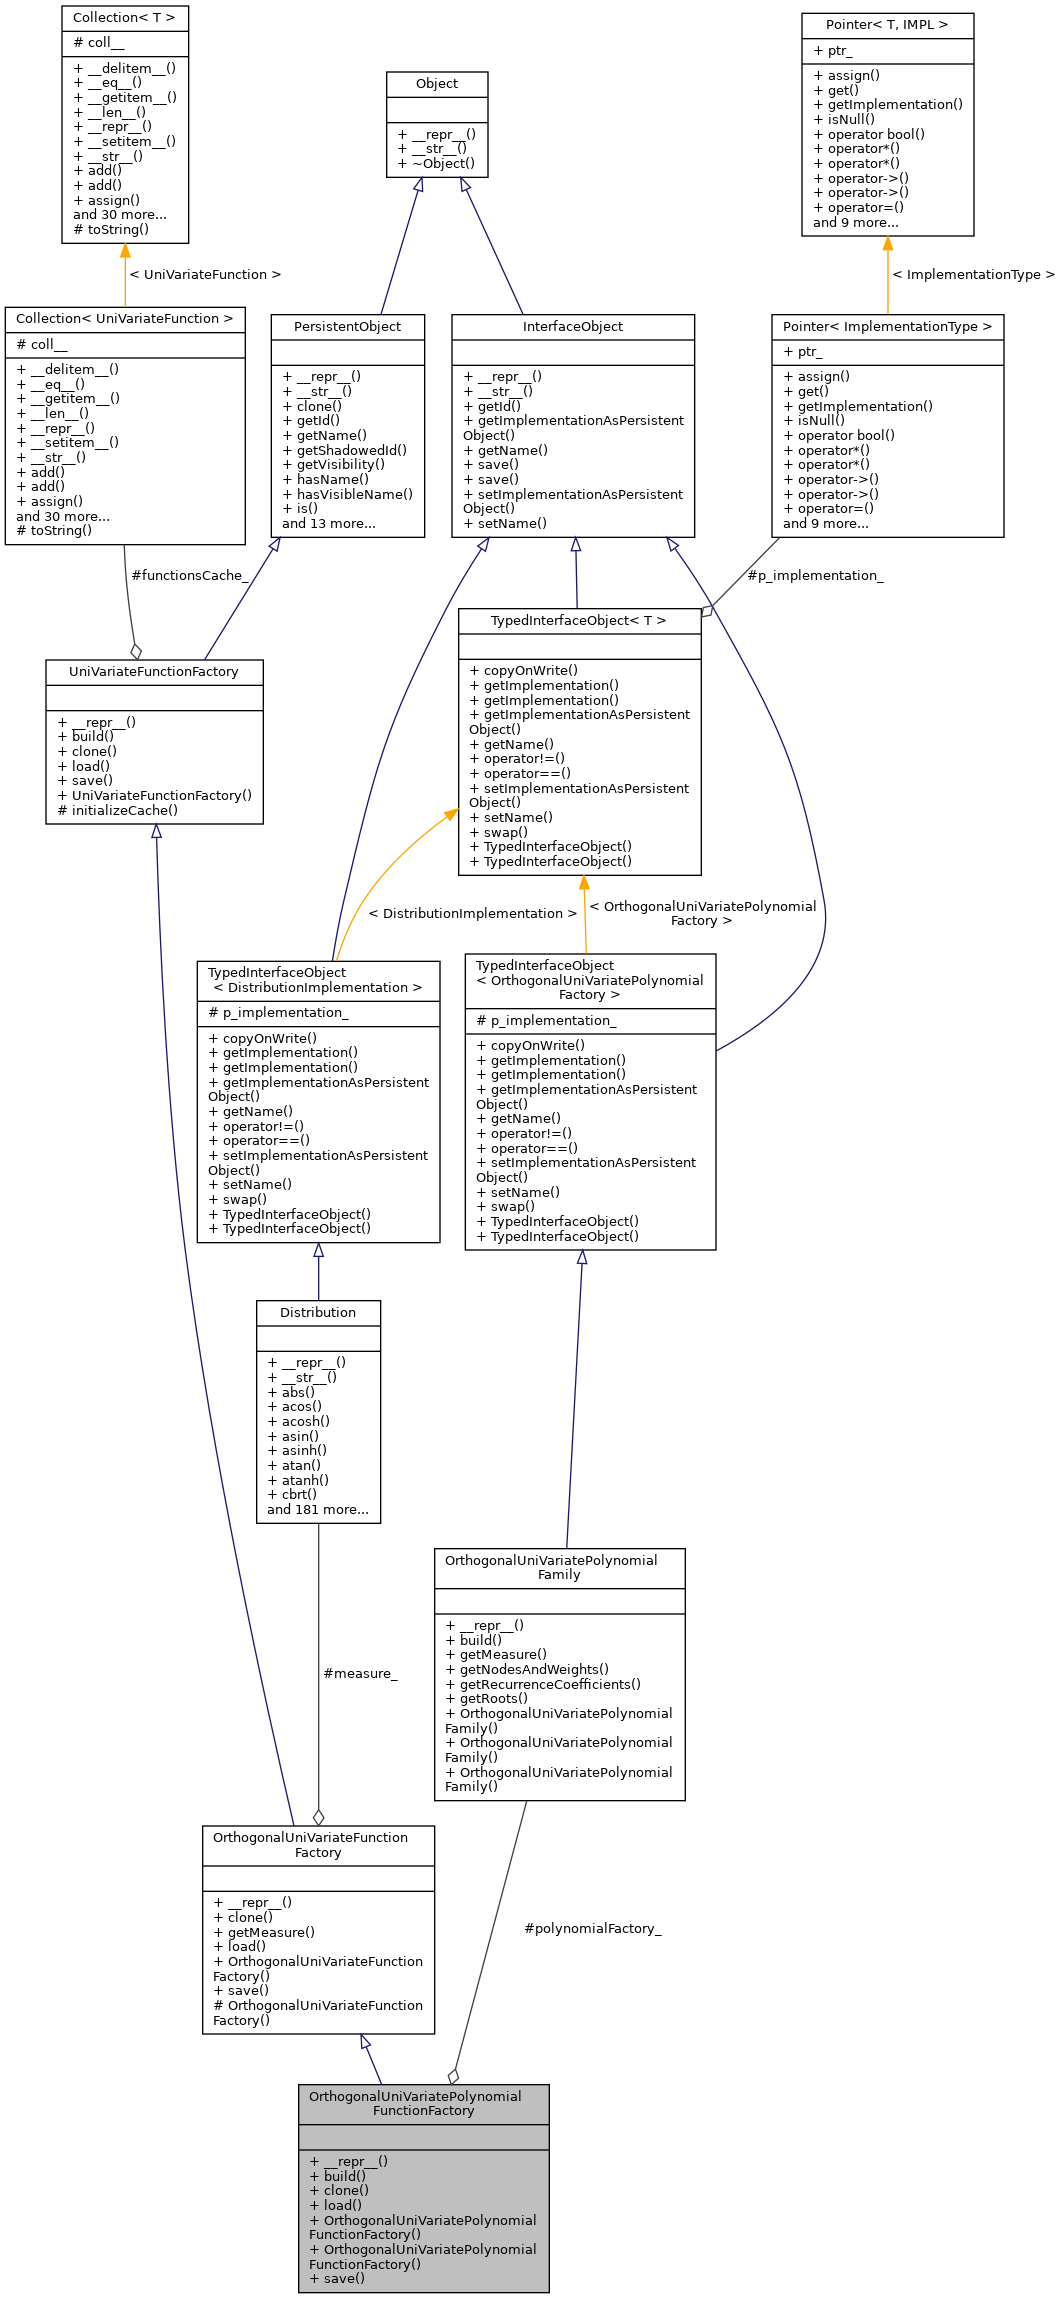 Collection< T >
# coll__
+ __delitem__()
+ __eq__()
+ __getitem__()
+ __len__()
+ __repr__()
+ __setitem__()
+ __str__()
+ add()
+ add()
+ assign()
and 30 more...
# toString()
Object
+ __repr__()
+ __str__()
+ ~Object()
Pointer< T, IMPL >
+ ptr_
+ assign()
+ get()
+ getImplementation()
+ isNull()
+ operator bool()
+ operator*()
+ operator*()
+ operator->()
+ operator->()
+ operator=()
and 9 more...
< UniVariateFunction >
< ImplementationType >
Collection< UniVariateFunction >
# coll__
+ __delitem__()
+ __eq__()
+ __getitem__()
+ __len__()
+ __repr__()
+ __setitem__()
+ __str__()
+ add()
+ add()
+ assign()
and 30 more...
# toString()
PersistentObject
+ __repr__()
+ __str__()
+ clone()
+ getId()
+ getName()
+ getShadowedId()
+ getVisibility()
+ hasName()
+ hasVisibleName()
+ is()
and 13 more...
InterfaceObject
+ __repr__()
+ __str__()
+ getId()
+ getImplementationAsPersistent
Object()
+ getName()
+ save()
+ save()
+ setImplementationAsPersistent
Object()
+ setName()
Pointer< ImplementationType >
+ ptr_
+ assign()
+ get()
+ getImplementation()
+ isNull()
+ operator bool()
+ operator*()
+ operator*()
+ operator->()
+ operator->()
+ operator=()
and 9 more...
#functionsCache_
#p_implementation_
UniVariateFunctionFactory
+ __repr__()
+ build()
+ clone()
+ load()
+ save()
+ UniVariateFunctionFactory()
# initializeCache()
TypedInterfaceObject< T >
+ copyOnWrite()
+ getImplementation()
+ getImplementation()
+ getImplementationAsPersistent
Object()
+ getName()
+ operator!=()
+ operator==()
+ setImplementationAsPersistent
Object()
+ setName()
+ swap()
+ TypedInterfaceObject()
+ TypedInterfaceObject()
< DistributionImplementation >
< OrthogonalUniVariatePolynomial
Factory >
TypedInterfaceObject
< DistributionImplementation >
# p_implementation_
+ copyOnWrite()
+ getImplementation()
+ getImplementation()
+ getImplementationAsPersistent
Object()
+ getName()
+ operator!=()
+ operator==()
+ setImplementationAsPersistent
Object()
+ setName()
+ swap()
+ TypedInterfaceObject()
+ TypedInterfaceObject()
TypedInterfaceObject
< OrthogonalUniVariatePolynomial
Factory >
# p_implementation_
+ copyOnWrite()
+ getImplementation()
+ getImplementation()
+ getImplementationAsPersistent
Object()
+ getName()
+ operator!=()
+ operator==()
+ setImplementationAsPersistent
Object()
+ setName()
+ swap()
+ TypedInterfaceObject()
+ TypedInterfaceObject()
Distribution
+ __repr__()
+ __str__()
+ abs()
+ acos()
+ acosh()
+ asin()
+ asinh()
+ atan()
+ atanh()
+ cbrt()
and 181 more...
OrthogonalUniVariatePolynomial
Family
+ __repr__()
+ build()
+ getMeasure()
+ getNodesAndWeights()
+ getRecurrenceCoefficients()
+ getRoots()
+ OrthogonalUniVariatePolynomial
Family()
+ OrthogonalUniVariatePolynomial
Family()
+ OrthogonalUniVariatePolynomial
Family()
#measure_
OrthogonalUniVariateFunction
Factory
+ __repr__()
+ clone()
+ getMeasure()
+ load()
+ OrthogonalUniVariateFunction
Factory()
+ save()
# OrthogonalUniVariateFunction
Factory()
#polynomialFactory_
OrthogonalUniVariatePolynomial
FunctionFactory
+ __repr__()
+ build()
+ clone()
+ load()
+ OrthogonalUniVariatePolynomial
FunctionFactory()
+ OrthogonalUniVariatePolynomial
FunctionFactory()
+ save()